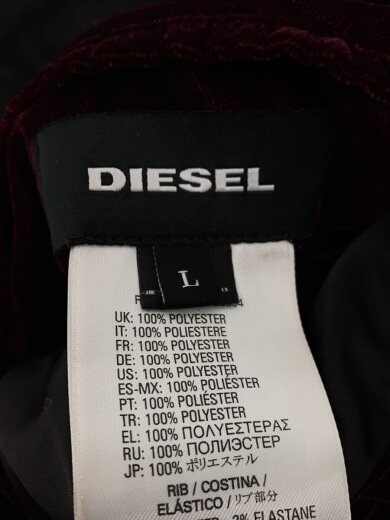 DIESEL
L
UK: 100% POLYESTER
IT: 100% POLIESTERE
FR: 100% POLYESTER
DE: 100% POLYESTER
US: 100% POLYESTER
ES-MX: 100% POLIÉSTER
PT: 100% POLIÉSTER
TR: 100% POLYESTER
EL: 100% ΠΟΛΥΕΣΤΕΡΑΣ
RU: 100% ПОЛИЭСТЕР
JP: 100% ポリエステル
RIB / COSTINA /
ELÁSTICO / リブ部分
ELASTANE